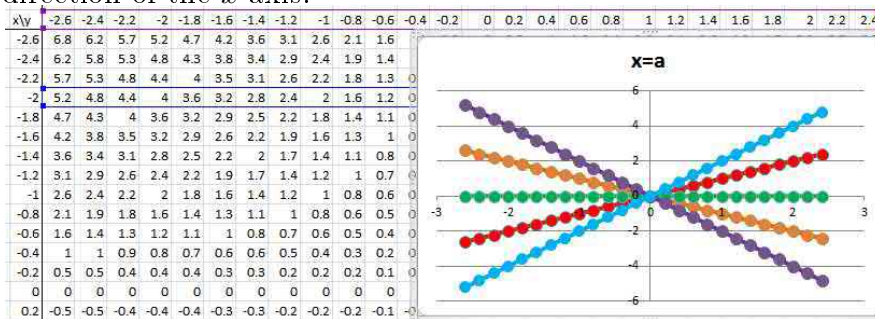 direction of the x-axis.
x\y -2.6 -2.4 -2.2 -2 -1.8 -1.6 -1.4 -1.2 -1 -0.8 -0.6 -0.4 -0.2 0 0.2 0.4 0.6 0.8 1 1.2 1.4 1.6 1.8 2 2.2 2.4
-2.6 6.8 6.2 5.7 5.2 4.7 4.2 3.6 3.1 2.6 2.1 1.6
-2.4 6.2 5.8 5.3 4.8 4.3 3.8 3.4 2.9 2.4 1.9 1.4
-2.2 5.7 5.3 4.8 4.4 4 3.5 3.1 2.6 2.2 1.8 1.3
-2 5.2 4.8 4.4 4 3.6 3.2 2.8 2.4 2 1.6 1.2
-1.8 4.7 4.3 4 3.6 3.2 2.9 2.5 2.2 1.8 1.4 1.1
-1.6 4.2 3.8 3.5 3.2 2.9 2.6 2.2 1.9 1.6 1.3 1
-1.4 3.6 3.4 3.1 2.8 2.5 2.2 2 1.7 1.4 1.1 0.8
-1.2 3.1 2.9 2.6 2.4 2.2 1.9 1.7 1.4 1.2 1 0.7
-1 2.6 2.4 2.2 2 1.8 1.6 1.4 1.2 1 0.8 0.6
-0.8 2.1 1.9 1.8 1.6 1.4 1.3 1.1 1 0.8 0.6 0.5
-0.6 1.6 1.4 1.3 1.2 1.1 1 0.8 0.7 0.6 0.5 0.4
-0.4 1 1 0.9 0.8 0.7 0.6 0.6 0.5 0.4 0.3 0.2
-0.2 0.5 0.5 0.4 0.4 0.4 0.3 0.3 0.2 0.2 0.2 0.1
0 0 0 0 0 0 0 0 0 0 0 0
0.2 -0.5 -0.5 -0.4 -0.4 -0.4 -0.3 -0.3 -0.2 -0.2 -0.2 -0.1
x=a
6
4
2
0
-2
-4
-6
-3 -2 -1 0 1 2 3